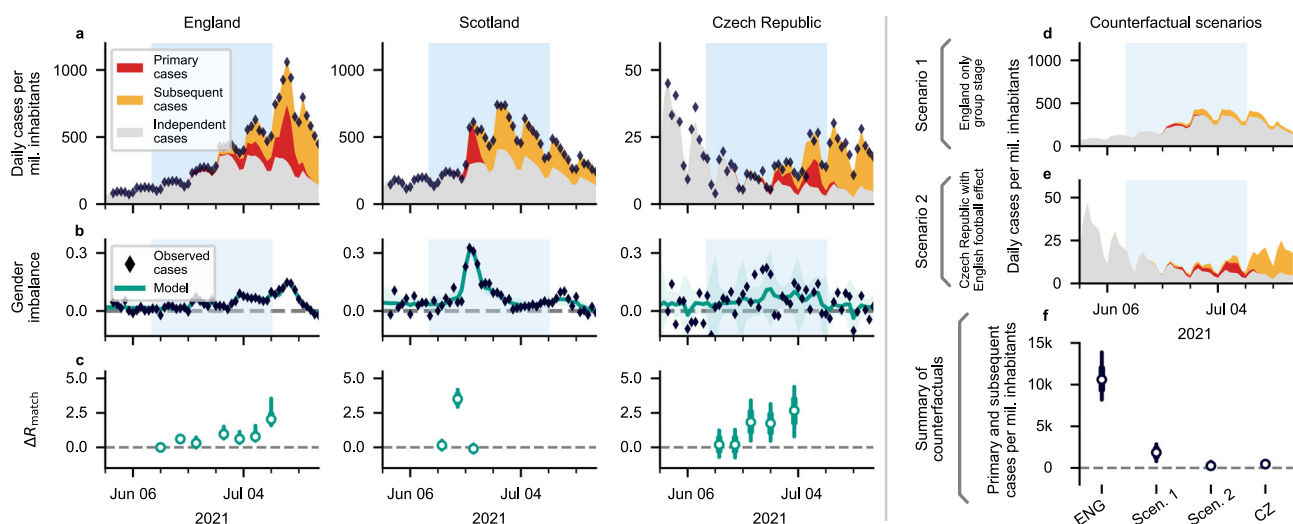 England
Scotland
Czech Republic
Counterfactual scenarios
a
Daily cases per
mil. inhabitants
1000
500
0
Primary
cases
Subsequent
cases
Independent
cases
1000
500
0
50
25
0
b
Gender
imbalance
0.3
0.0
Observed
cases
Model
0.3
0.0
0.3
0.0
c
ΔRmatch
5.0
2.5
0.0
5.0
2.5
0.0
5.0
2.5
0.0
Jun 06
Jul 04
2021
Jun 06
Jul 04
2021
Jun 06
Jul 04
2021
Scenario 1
England only
group stage
Scenario 2
Czech Republic with
English football effect
Summary of
counterfactuals
Daily cases per mil. inhabitants
d
1000
500
0
e
50
25
0
Jun 06
Jul 04
2021
f
Primary and subsequent
cases per mil. inhabitants
15k
10k
5k
0
ENG
Scen. 1
Scen. 2
CZ